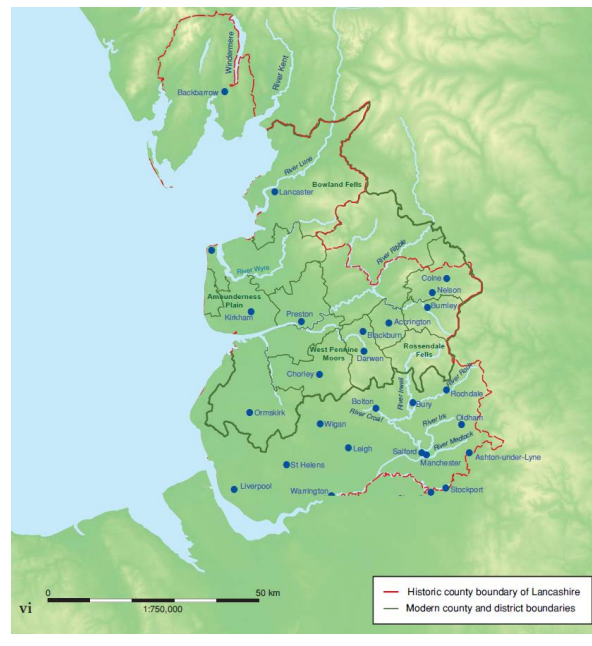 Windermere
River Kent
Backbarrow
River Lune
Bowland Fells
Lancaster
River Ribble
River Wyre
Colne
Nelson
Amounderness
Plain
Burnley
Preston
Kirkham
Accrington
Blackburn
West Pennine
Moors
Rossendale
Fells
Darwen
River Roch
Chorley
Rochdale
River Irwell
Bolton
Bury
Ormskirk
River Croal
Oldham
Wigan
River Irk
River Medlock
Leigh
Salford
Ashton-under-Lyne
Manchester
St Helens
Liverpool
Warrington
Stockport
0
50 km
vi
1:750,000
Historic county boundary of Lancashire
Modern county and district boundaries